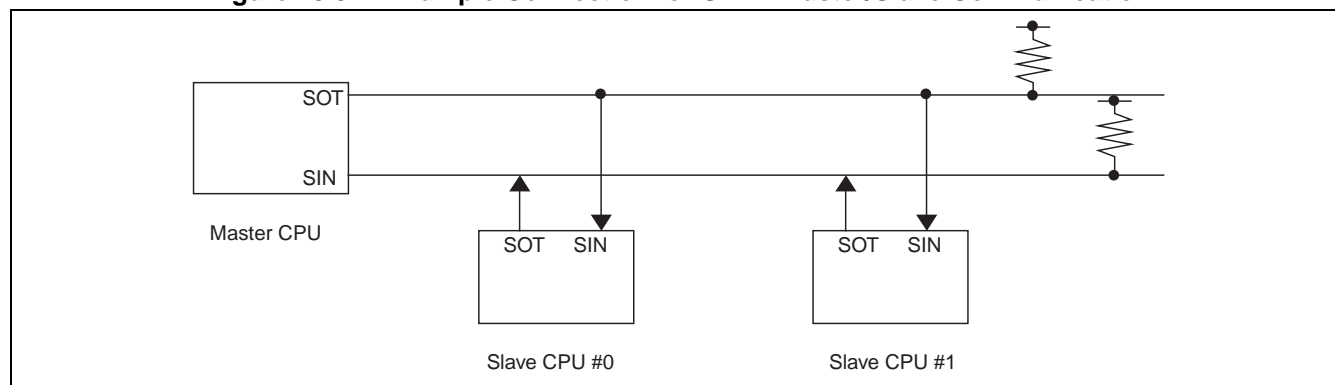 SOT
SIN
Master CPU
SOT SIN
SOT SIN
Slave CPU #0
Slave CPU #1